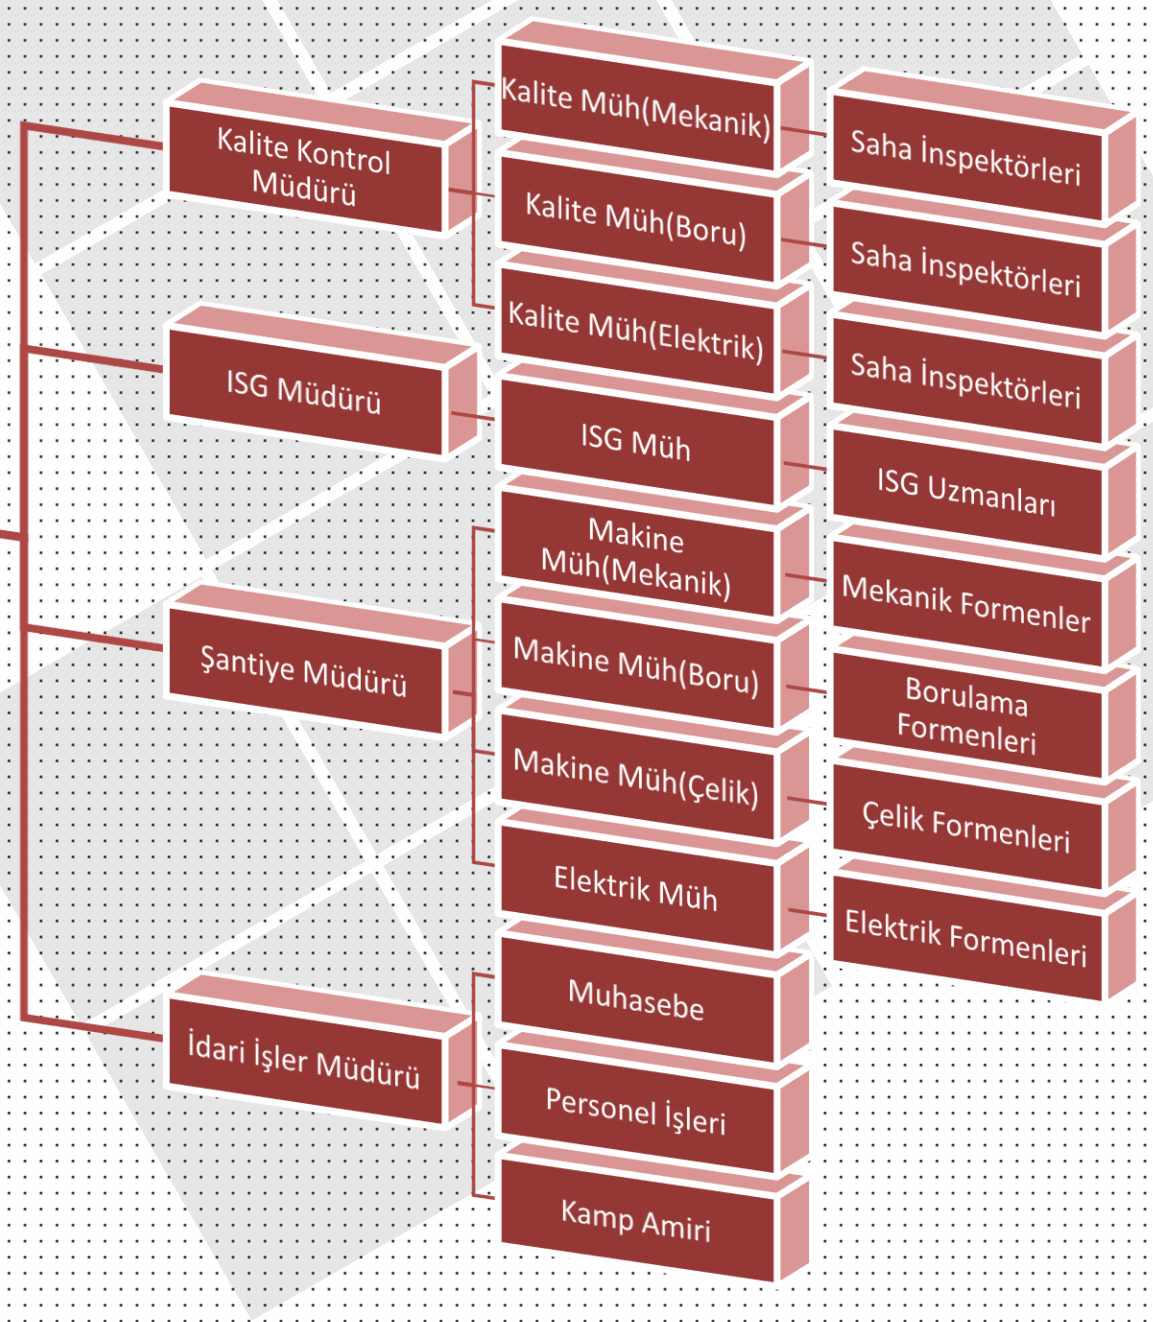 Kalite Kontrol
Müdürü
Kalite Müh(Mekanik)
Saha İnspektörleri
Kalite Müh(Boru)
Saha İnspektörleri
Kalite Müh(Elektrik)
Saha İnspektörleri
ISG Müdürü
ISG Müh
ISG Uzmanları
Şantiye Müdürü
Makine
Müh(Mekanik)
Mekanik Formenler
Makine Müh(Boru)
Borulama
Formenleri
Makine Müh(Çelik)
Çelik Formenleri
Elektrik Müh
Elektrik Formenleri
İdari İşler Müdürü
Muhasebe
Personel İşleri
Kamp Amiri